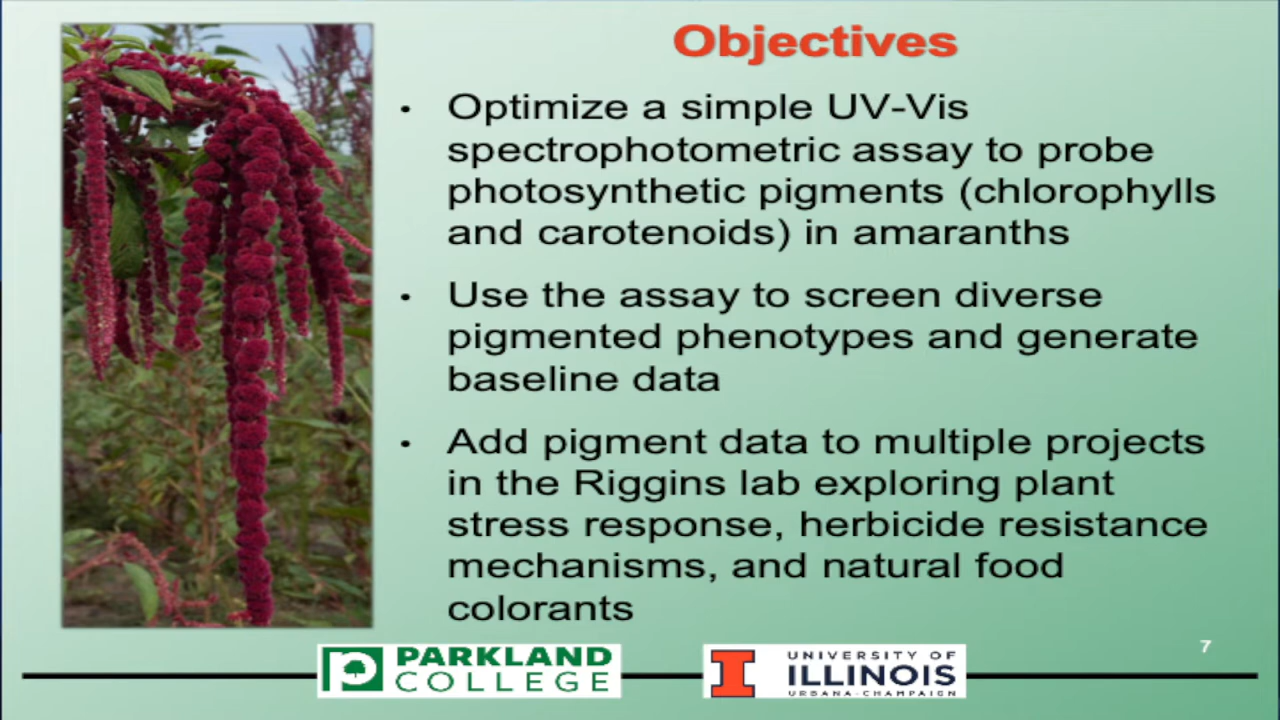 Objectives
• Optimize a simple UV-Vis
spectrophotometric assay to probe
photosynthetic pigments (chlorophylls
and carotenoids) in amaranths
• Use the assay to screen diverse
pigmented phenotypes and generate
baseline data
• Add pigment data to multiple projects
in the Riggins lab exploring plant
stress response, herbicide resistance
mechanisms, and natural food
colorants
7
PARKLAND
COLLEGE
UNIVERSITY OF
ILLINOIS
URBANA-CHAMPAIGN